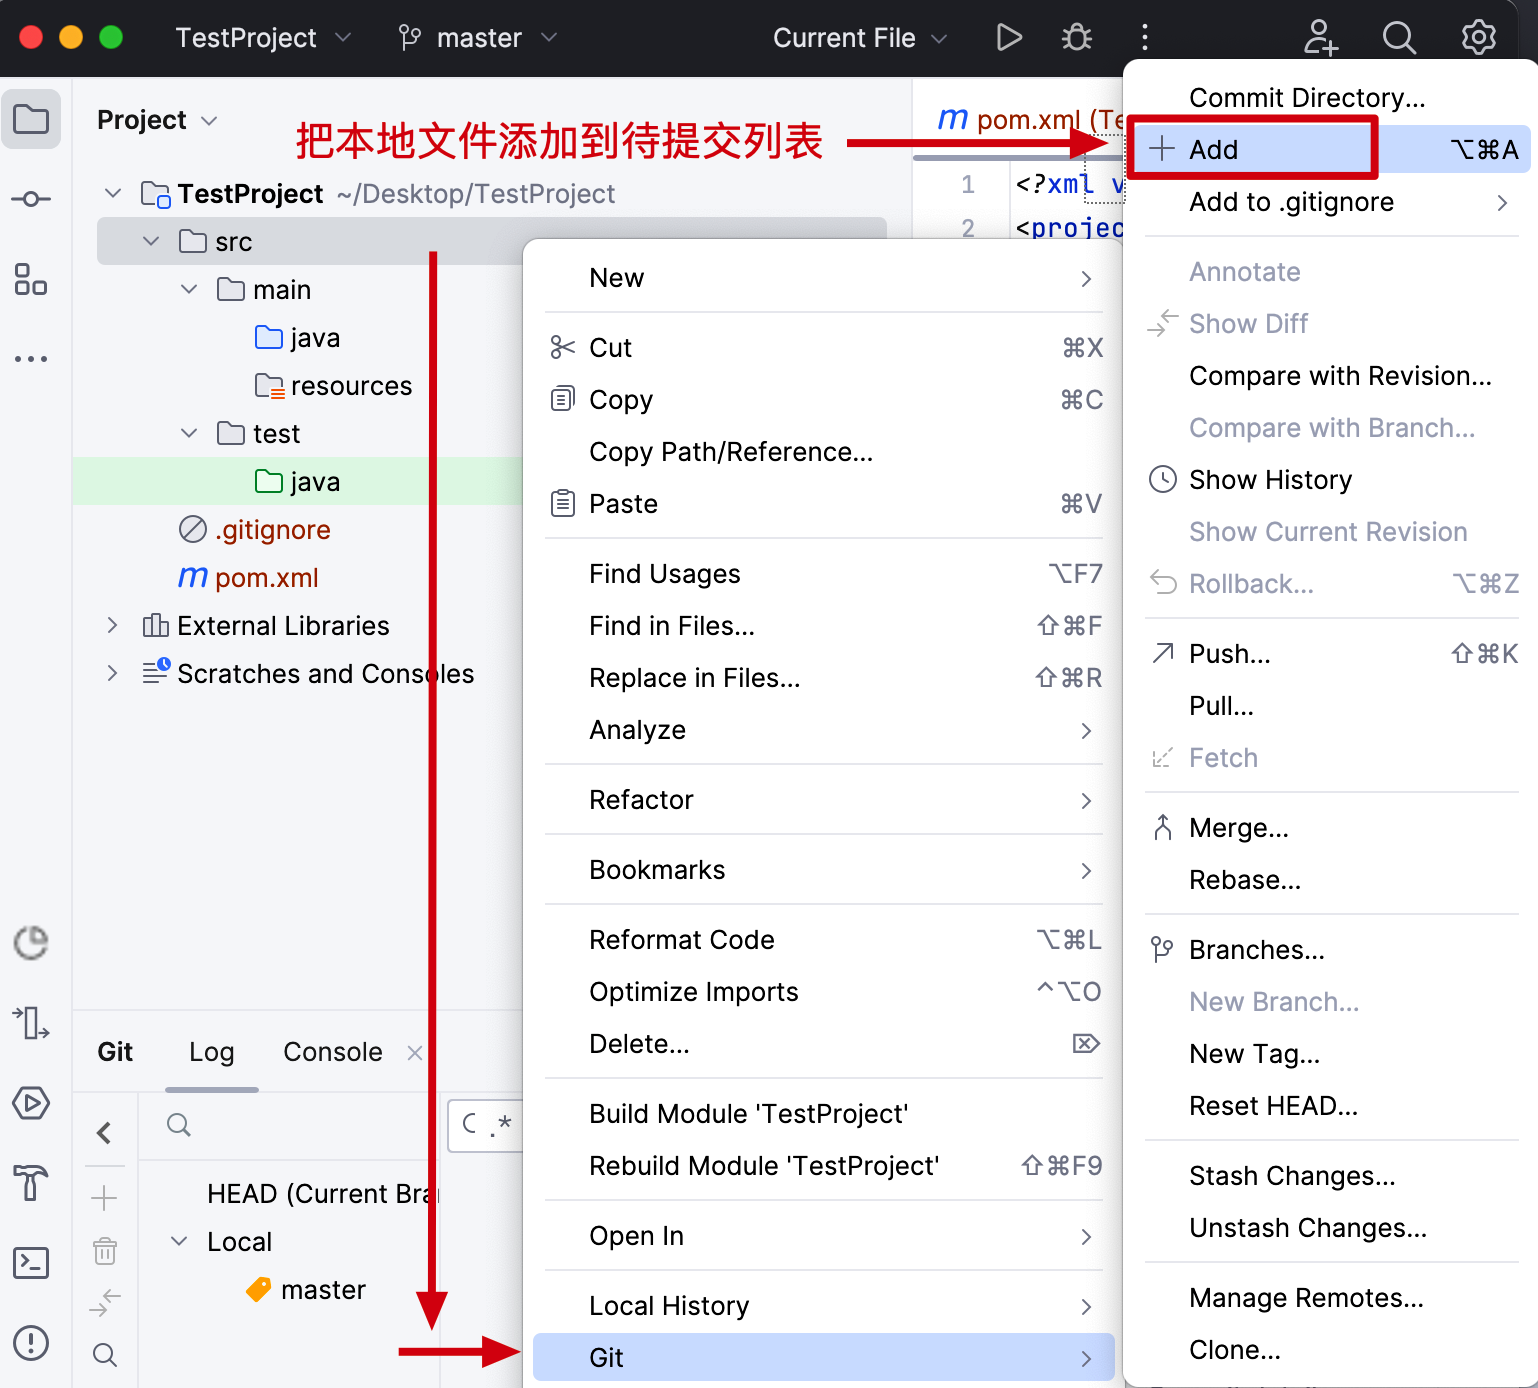 TestProject
master
Current File
Project
把本地文件添加到待提交列表
TestProject ~/Desktop/TestProject
src
main
java
resources
test
java
.gitignore
pom.xml
External Libraries
Scratches and Consoles
m pom.xml (Te
1 <?xml v
2 <projec
New
Cut ⌘X
Copy ⌘C
Copy Path/Reference...
Paste ⌘V
Find Usages ⌥F7
Find in Files... ⇧⌘F
Replace in Files... ⇧⌘R
Analyze
Refactor
Bookmarks
Reformat Code ⌥⌘L
Optimize Imports ^⌥O
Delete... ⌦
Build Module 'TestProject'
Rebuild Module 'TestProject' ⇧⌘F9
Open In
Local History
Git
Commit Directory...
Add ⌥⌘A
Add to .gitignore
Annotate
Show Diff
Compare with Revision...
Compare with Branch...
Show History
Show Current Revision
Rollback... ⌥⌘Z
Push... ⇧⌘K
Pull...
Fetch
Merge...
Rebase...
Branches...
New Branch...
New Tag...
Reset HEAD...
Stash Changes...
Unstash Changes...
Manage Remotes...
Clone...
Git Log Console
.*
HEAD (Current Bra
Local
master